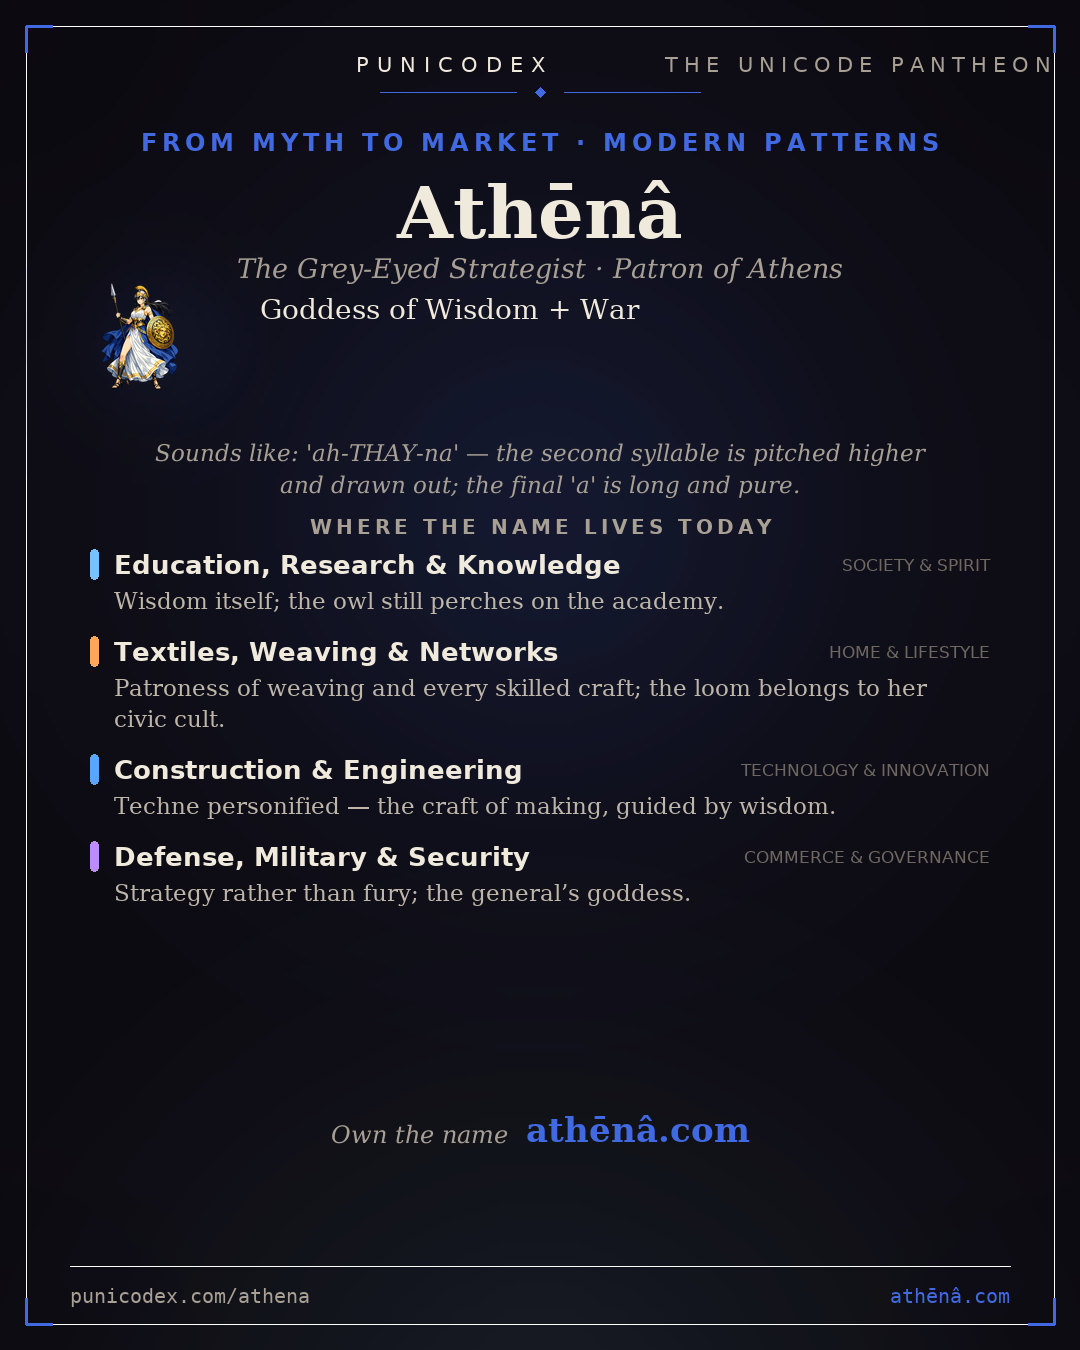 PUNICODEX
THE UNICODE PANTHEON
FROM MYTH TO MARKET · MODERN PATTERNS
Athēnâ
The Grey-Eyed Strategist · Patron of Athens
Goddess of Wisdom + War
Sounds like: 'ah-THAY-na' — the second syllable is pitched higher
and drawn out; the final 'a' is long and pure.
WHERE THE NAME LIVES TODAY
Education, Research & Knowledge
SOCIETY & SPIRIT
Wisdom itself; the owl still perches on the academy.
Textiles, Weaving & Networks
HOME & LIFESTYLE
Patroness of weaving and every skilled craft; the loom belongs to her
civic cult.
Construction & Engineering
TECHNOLOGY & INNOVATION
Techne personified — the craft of making, guided by wisdom.
Defense, Military & Security
COMMERCE & GOVERNANCE
Strategy rather than fury; the general’s goddess.
Own the name athēnâ.com
punicodex.com/athena
athēnâ.com